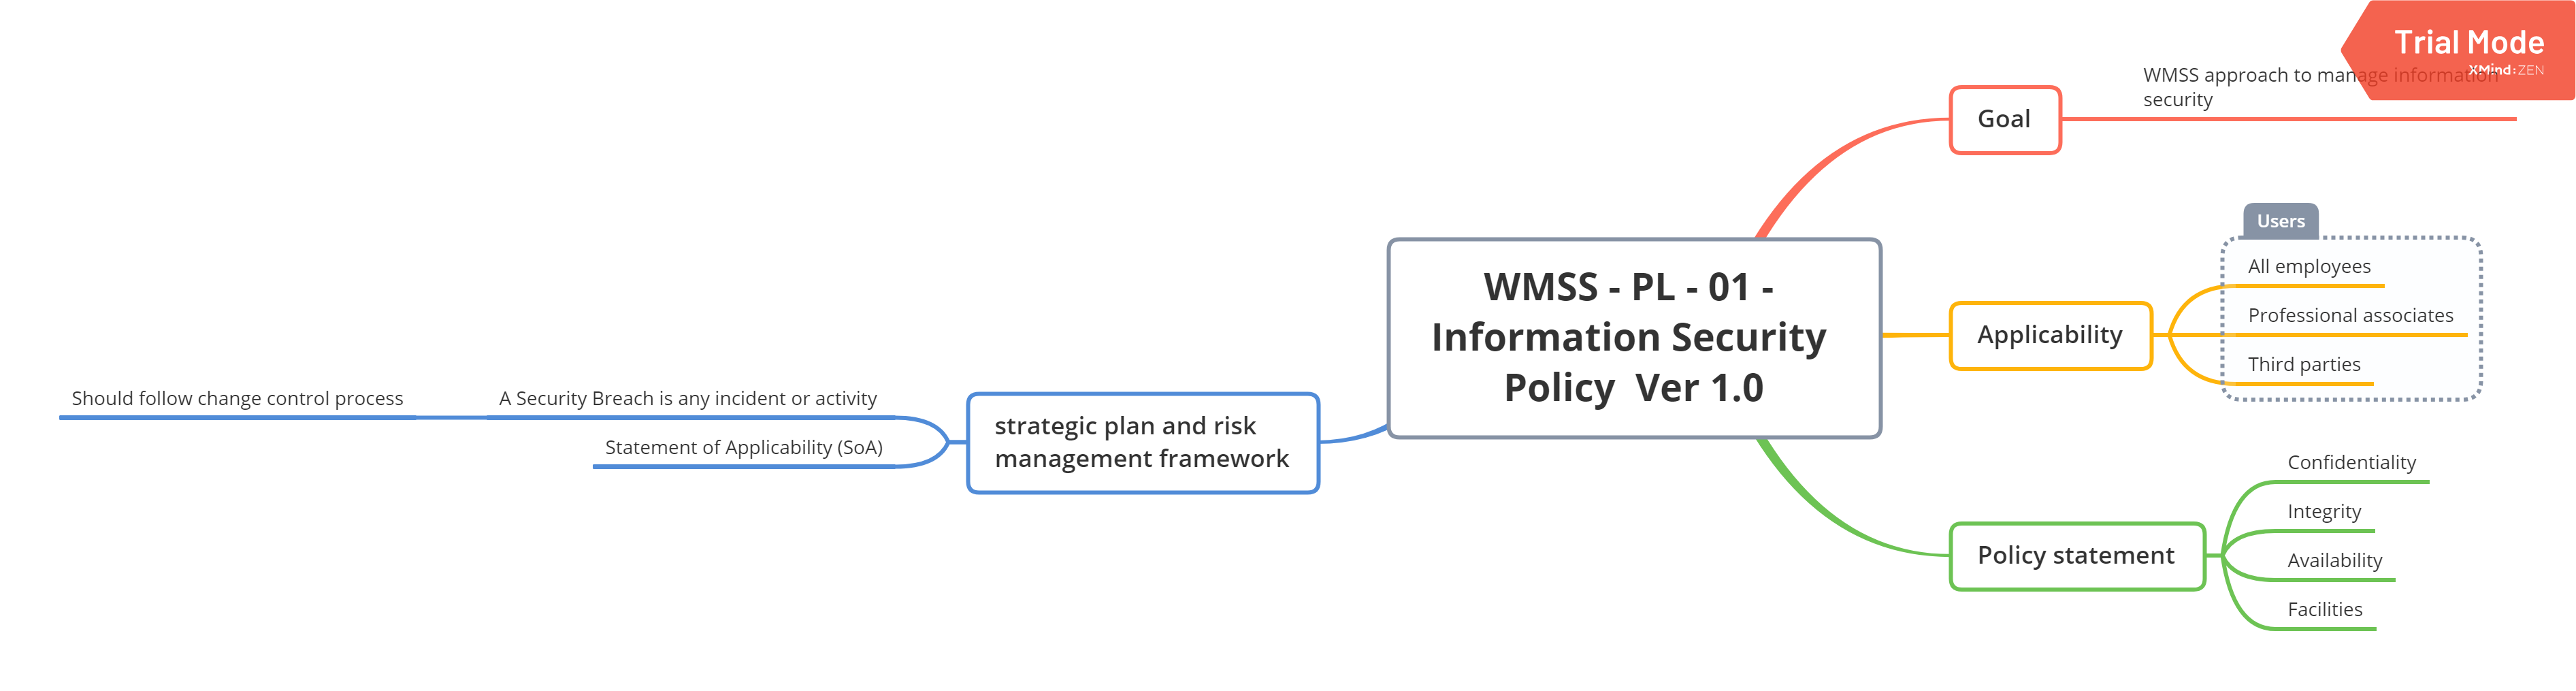 Trial Mode
XMind:ZEN
WMSS approach to manage information
security
Goal
Users
All employees
Professional associates
Third parties
Applicability
WMSS - PL - 01 -
Information Security
Policy  Ver 1.0
Should follow change control process
A Security Breach is any incident or activity
Statement of Applicability (SoA)
strategic plan and risk
management framework
Policy statement
Confidentiality
Integrity
Availability
Facilities